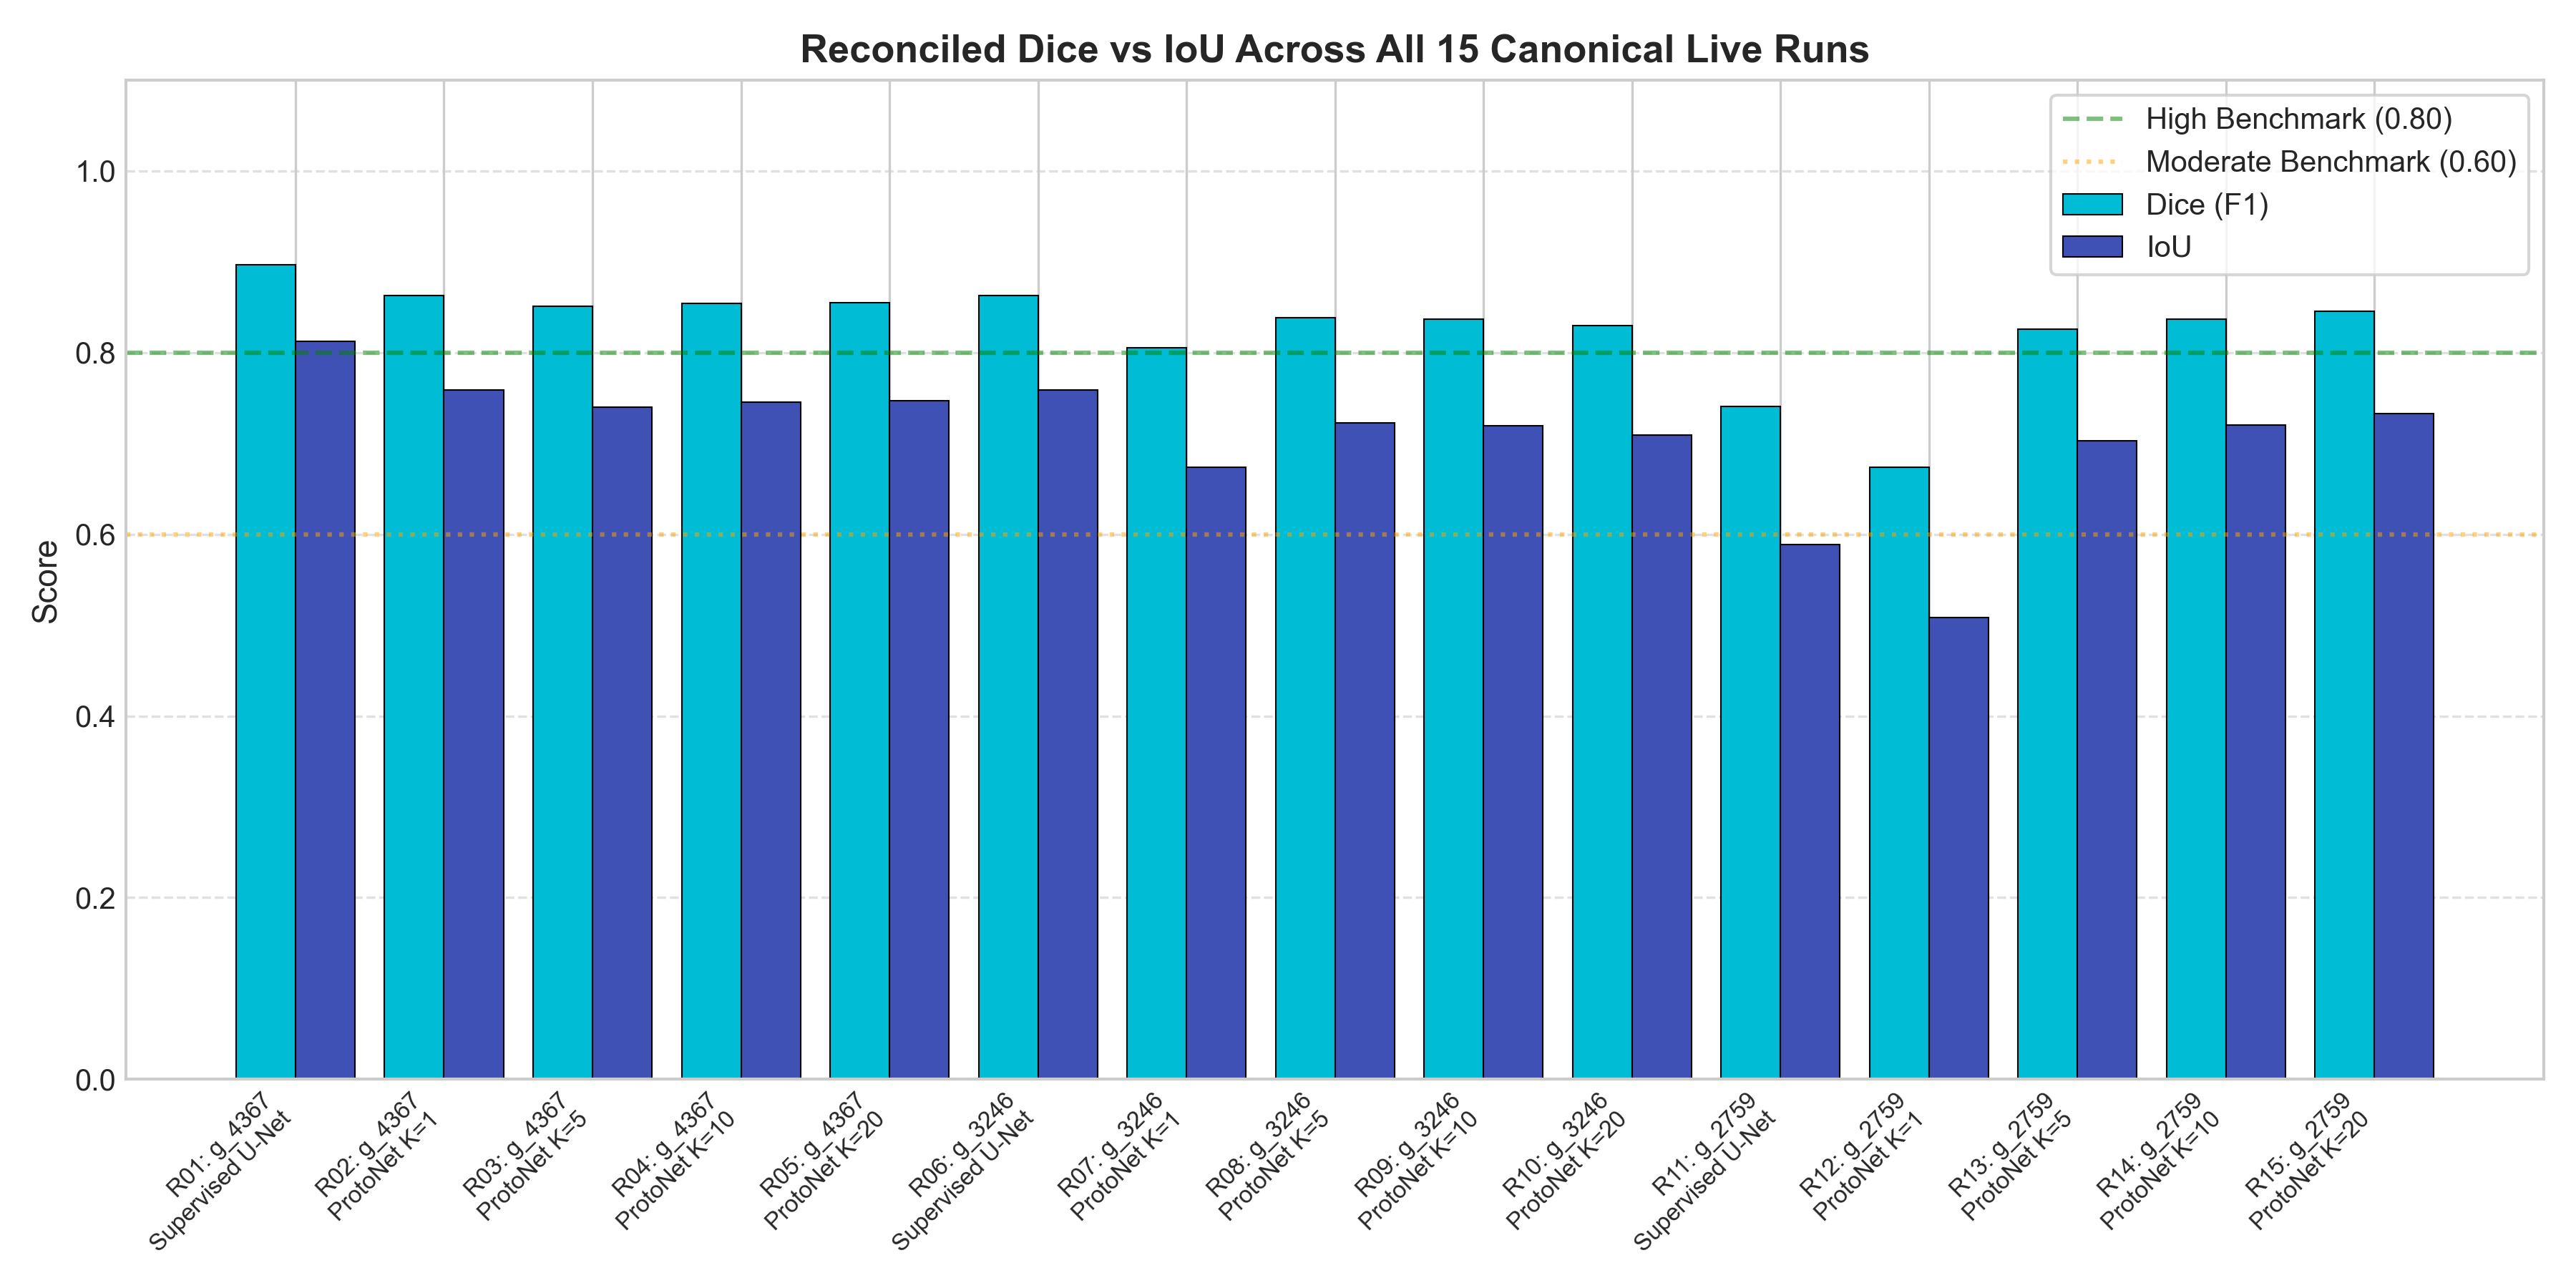 Reconciled Dice vs IoU Across All 15 Canonical Live Runs
High Benchmark (0.80)
Moderate Benchmark (0.60)
Dice (F1)
IoU
Score
1.0
0.8
0.6
0.4
0.2
0.0
R01: g_4367
Supervised U-Net
R02: g_4367
ProtoNet K=1
R03: g_4367
ProtoNet K=5
R04: g_4367
ProtoNet K=10
R05: g_4367
ProtoNet K=20
R06: g_3246
Supervised U-Net
R07: g_3246
ProtoNet K=1
R08: g_3246
ProtoNet K=5
R09: g_3246
ProtoNet K=10
R10: g_3246
ProtoNet K=20
R11: g_2759
Supervised U-Net
R12: g_2759
ProtoNet K=1
R13: g_2759
ProtoNet K=5
R14: g_2759
ProtoNet K=10
R15: g_2759
ProtoNet K=20